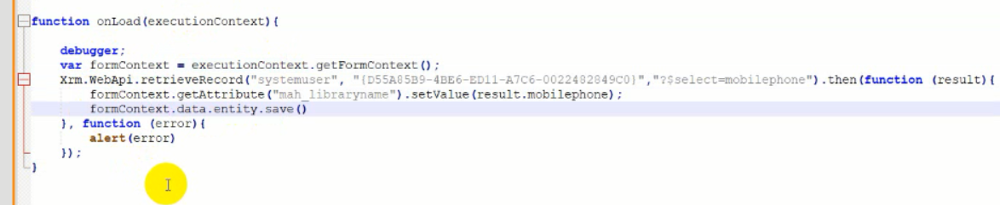 function onLoad(executionContext){
debugger;
var formContext = executionContext.getFormContext();
Xrm.WebApi.retrieveRecord("systemuser", "{D55A85B9-4BE6-ED11-A7C6-0022482849C0}","?$select=mobilephone").then(function (result){
formContext.getAttribute("mah_libraryname").setValue(result.mobilephone);
formContext.data.entity.save()
}, function (error){
alert(error)
});
}